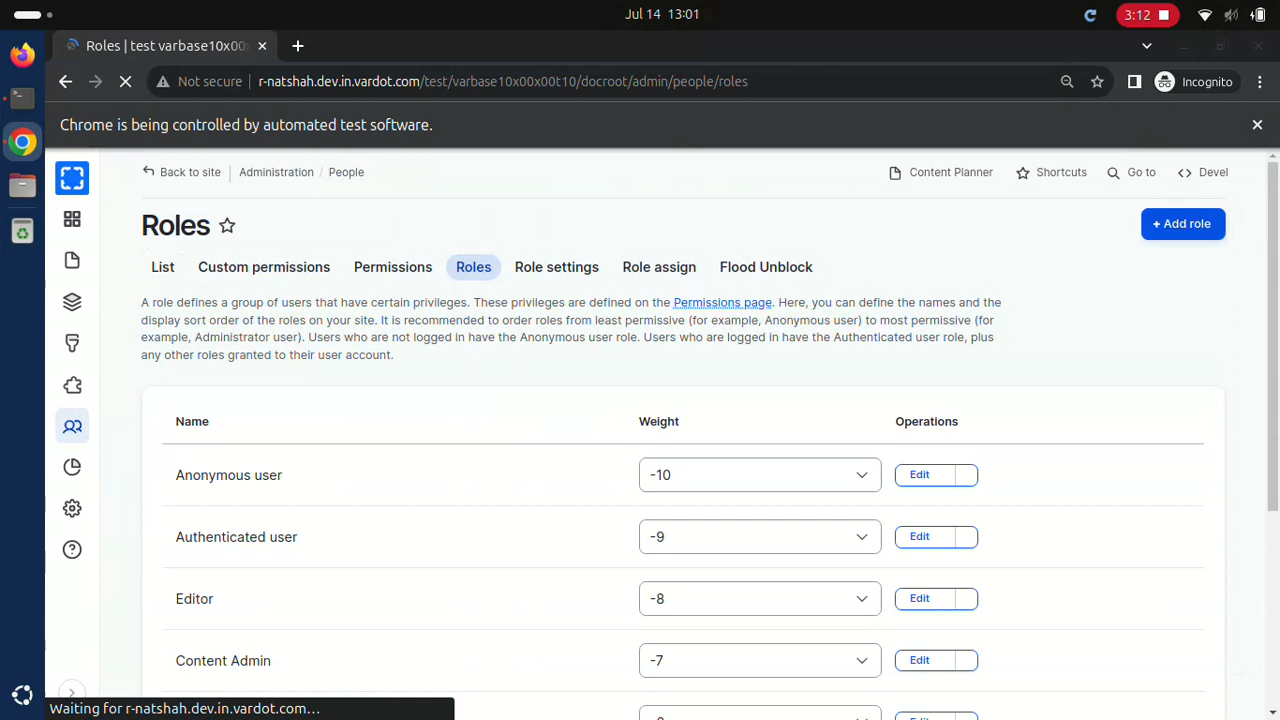 Jul 14 13:01
3:12
Roles | test varbase10x00
Not secure
r-natshah.dev.in.vardot.com/test/varbase10x00x00t10/docroot/admin/people/roles
Incognito
Chrome is being controlled by automated test software.
Back to site
Administration / People
Content Planner
Shortcuts
Go to
Devel
Roles
+ Add role
List
Custom permissions
Permissions
Roles
Role settings
Role assign
Flood Unblock
A role defines a group of users that have certain privileges. These privileges are defined on the Permissions page. Here, you can define the names and the
display sort order of the roles on your site. It is recommended to order roles from least permissive (for example, Anonymous user) to most permissive (for
example, Administrator user). Users who are not logged in have the Anonymous user role. Users who are logged in have the Authenticated user role, plus
any other roles granted to their user account.
Name Weight Operations
Anonymous user -10 Edit
Authenticated user -9 Edit
Editor -8 Edit
Content Admin -7 Edit
Waiting for r-natshah.dev.in.vardot.com...